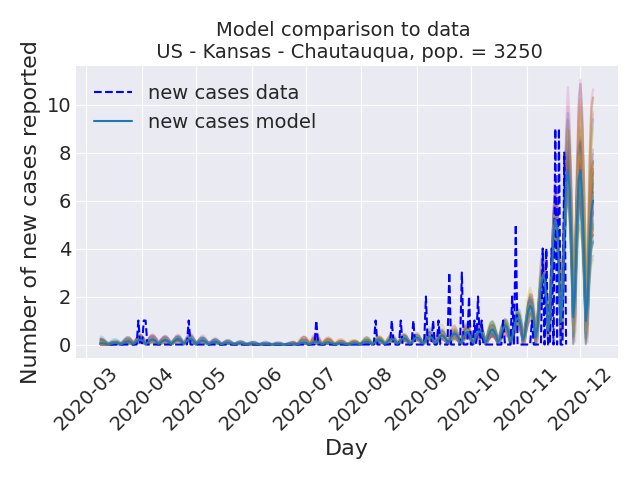 Model comparison to data
US - Kansas - Chautauqua, pop. = 3250
Number of new cases reported
new cases data
new cases model
10
8
6
4
2
0
2020-03
2020-04
2020-05
2020-06
2020-07
2020-08
2020-09
2020-10
2020-11
2020-12
Day